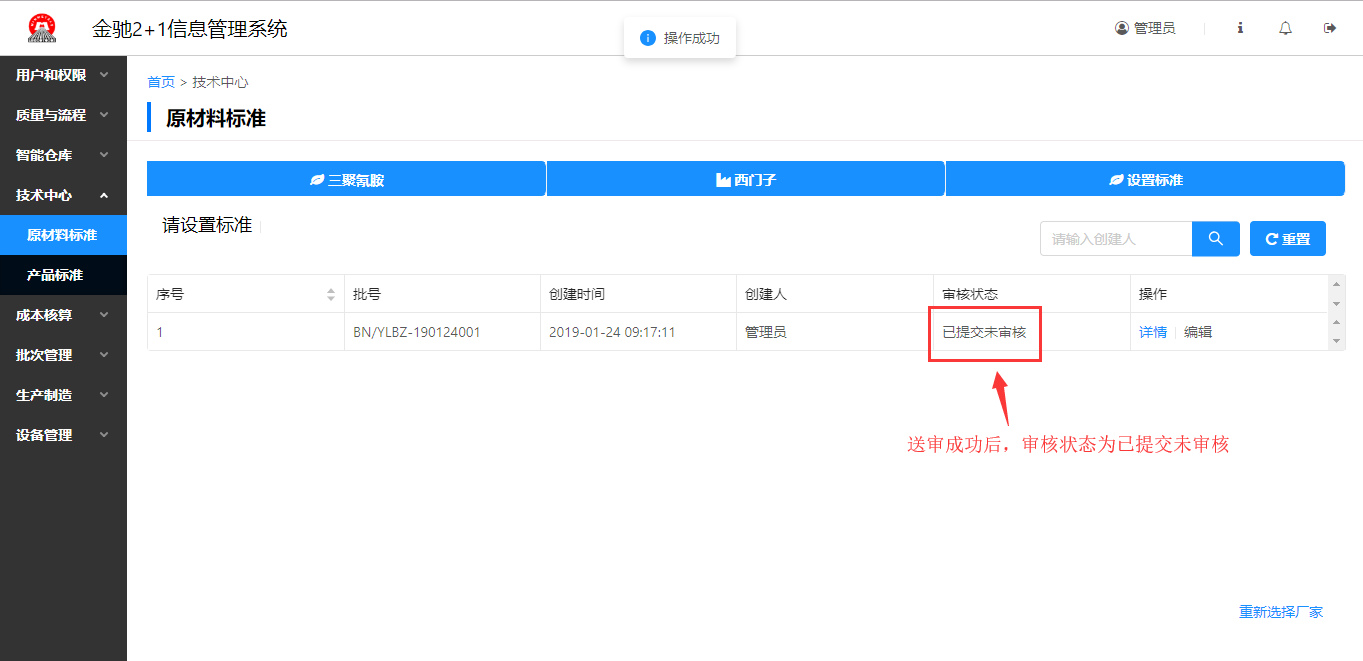 金驰2+1信息管理系统
操作成功
管理员
用户和权限
质量与流程
智能仓库
技术中心
原材料标准
产品标准
成本核算
批次管理
生产制造
设备管理
首页 > 技术中心
原材料标准
三聚氰胺
西门子
设置标准
请设置标准
请输入创建人
重置
序号 批号 创建时间 创建人 审核状态 操作
1 BN/YLBZ-190124001 2019-01-24 09:17:11 管理员 已提交未审核 详情 编辑
送审成功后，审核状态为已提交未审核
重新选择厂家